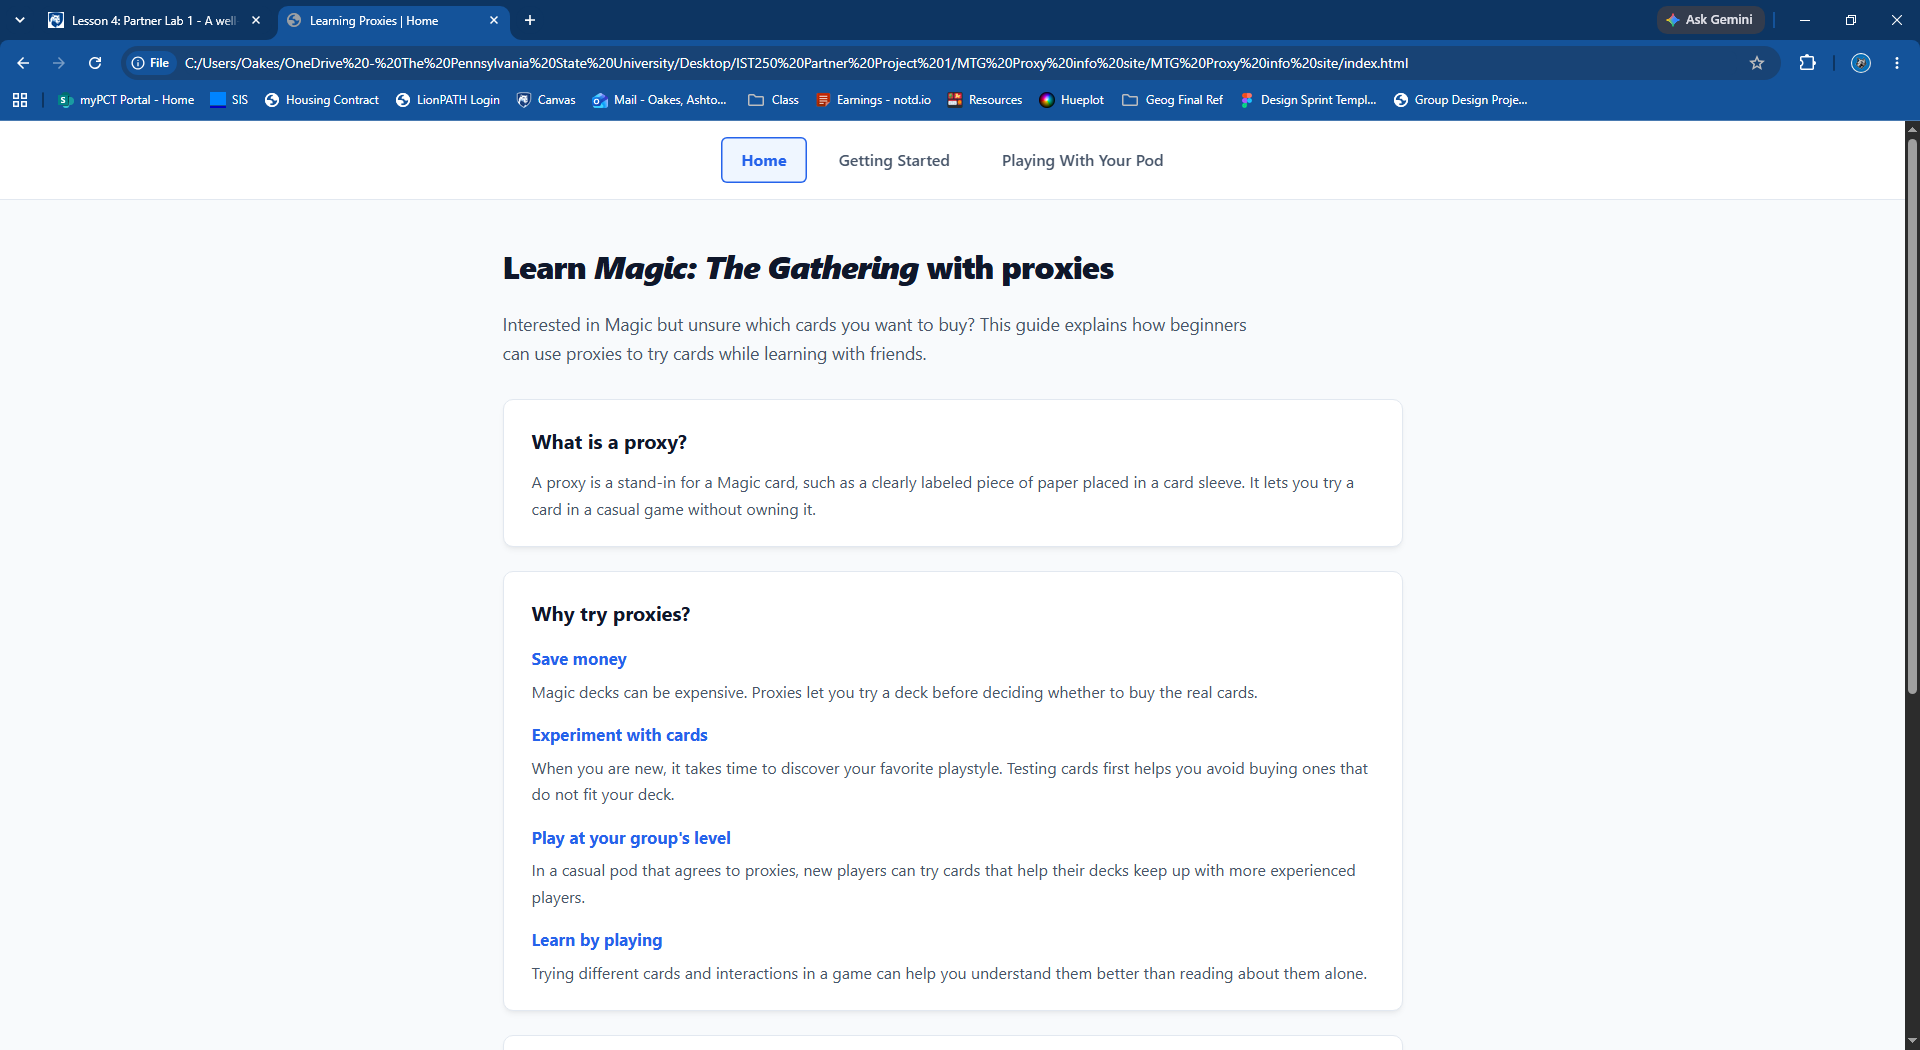 Lesson 4: Partner Lab 1 - A well
Learning Proxies | Home
Ask Gemini
File
C:/Users/Oakes/OneDrive%20-%20The%20Pennsylvania%20State%20University/Desktop/IST250%20Partner%20Project%201/MTG%20Proxy%20info%20site/MTG%20Proxy%20info%20site/index.html
myPCT Portal - Home
SIS
Housing Contract
LionPATH Login
Canvas
Mail - Oakes, Ashto...
Class
Earnings - notd.io
Resources
Hueplot
Geog Final Ref
Design Sprint Templ...
Group Design Proje...
Home
Getting Started
Playing With Your Pod
Learn Magic: The Gathering with proxies
Interested in Magic but unsure which cards you want to buy? This guide explains how beginners
can use proxies to try cards while learning with friends.
What is a proxy?
A proxy is a stand-in for a Magic card, such as a clearly labeled piece of paper placed in a card sleeve. It lets you try a
card in a casual game without owning it.
Why try proxies?
Save money
Magic decks can be expensive. Proxies let you try a deck before deciding whether to buy the real cards.
Experiment with cards
When you are new, it takes time to discover your favorite playstyle. Testing cards first helps you avoid buying ones that
do not fit your deck.
Play at your group's level
In a casual pod that agrees to proxies, new players can try cards that help their decks keep up with more experienced
players.
Learn by playing
Trying different cards and interactions in a game can help you understand them better than reading about them alone.